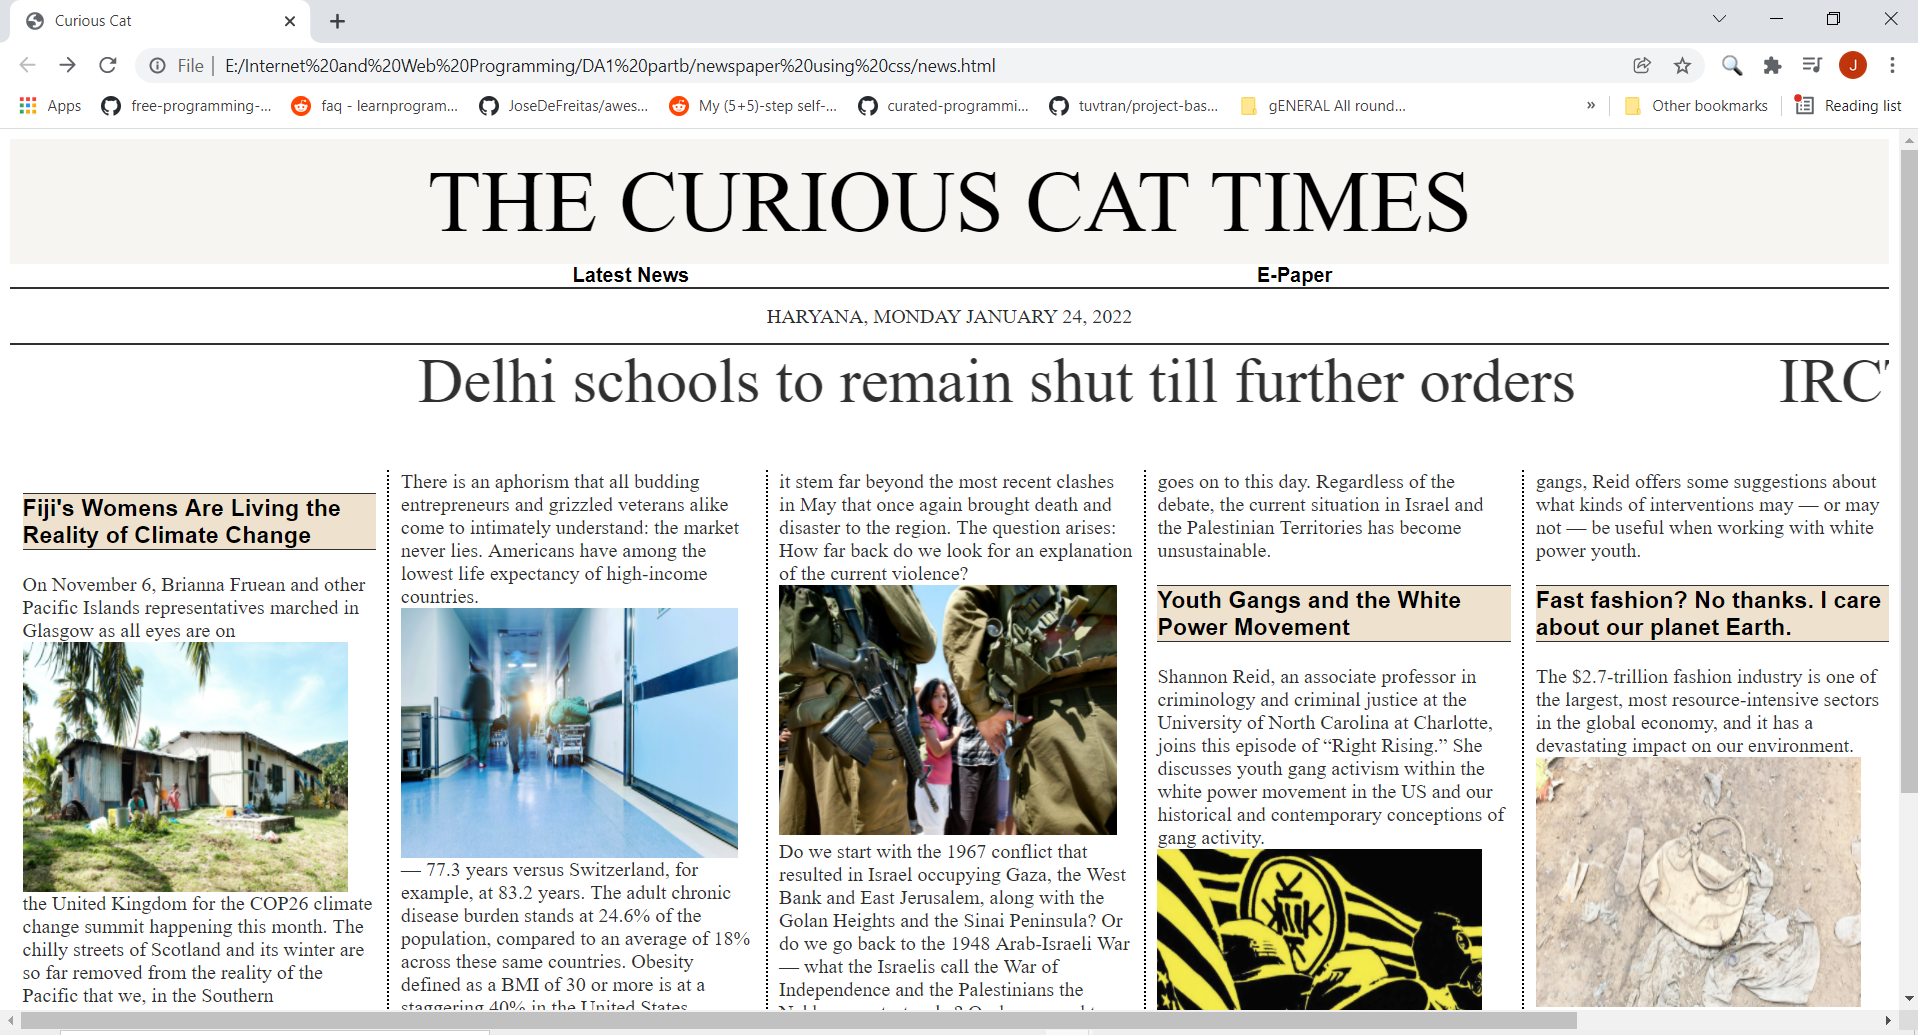 Curious Cat
File
E:/Internet%20and%20Web%20Programming/DA1%20partb/newspaper%20using%20css/news.html
J
Apps
free-programming-...
faq - learnprogram...
JoseDeFreitas/awes...
My (5+5)-step self-...
curated-programmi...
tuvtran/project-bas...
gENERAL All round...
»
Other bookmarks
Reading list
THE CURIOUS CAT TIMES
Latest News
E-Paper
HARYANA, MONDAY JANUARY 24, 2022
Delhi schools to remain shut till further orders
IRCT
Fiji's Womens Are Living the
Reality of Climate Change
On November 6, Brianna Fruean and other
Pacific Islands representatives marched in
Glasgow as all eyes are on
the United Kingdom for the COP26 climate
change summit happening this month. The
chilly streets of Scotland and its winter are
so far removed from the reality of the
Pacific that we, in the Southern
There is an aphorism that all budding
entrepreneurs and grizzled veterans alike
come to intimately understand: the market
never lies. Americans have among the
lowest life expectancy of high-income
countries.
— 77.3 years versus Switzerland, for
example, at 83.2 years. The adult chronic
disease burden stands at 24.6% of the
population, compared to an average of 18%
across these same countries. Obesity
defined as a BMI of 30 or more is at a
staggering 40% in the United States
it stem far beyond the most recent clashes
in May that once again brought death and
disaster to the region. The question arises:
How far back do we look for an explanation
of the current violence?
Do we start with the 1967 conflict that
resulted in Israel occupying Gaza, the West
Bank and East Jerusalem, along with the
Golan Heights and the Sinai Peninsula? Or
do we go back to the 1948 Arab-Israeli War
— what the Israelis call the War of
Independence and the Palestinians the
goes on to this day. Regardless of the
debate, the current situation in Israel and
the Palestinian Territories has become
unsustainable.
Youth Gangs and the White
Power Movement
Shannon Reid, an associate professor in
criminology and criminal justice at the
University of North Carolina at Charlotte,
joins this episode of “Right Rising.” She
discusses youth gang activism within the
white power movement in the US and our
historical and contemporary conceptions of
gang activity.
gangs, Reid offers some suggestions about
what kinds of interventions may — or may
not — be useful when working with white
power youth.
Fast fashion? No thanks. I care
about our planet Earth.
The $2.7-trillion fashion industry is one of
the largest, most resource-intensive sectors
in the global economy, and it has a
devastating impact on our environment.